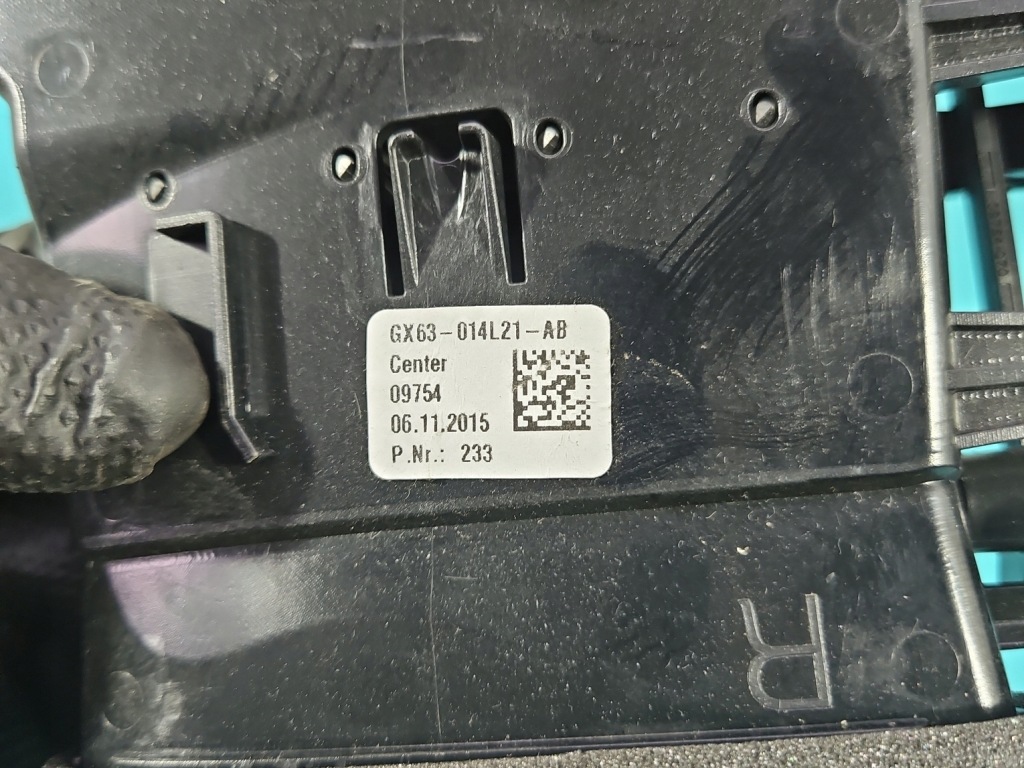 GX63-014L21-AB
Center
09754
06.11.2015
P.Nr.: 233
R